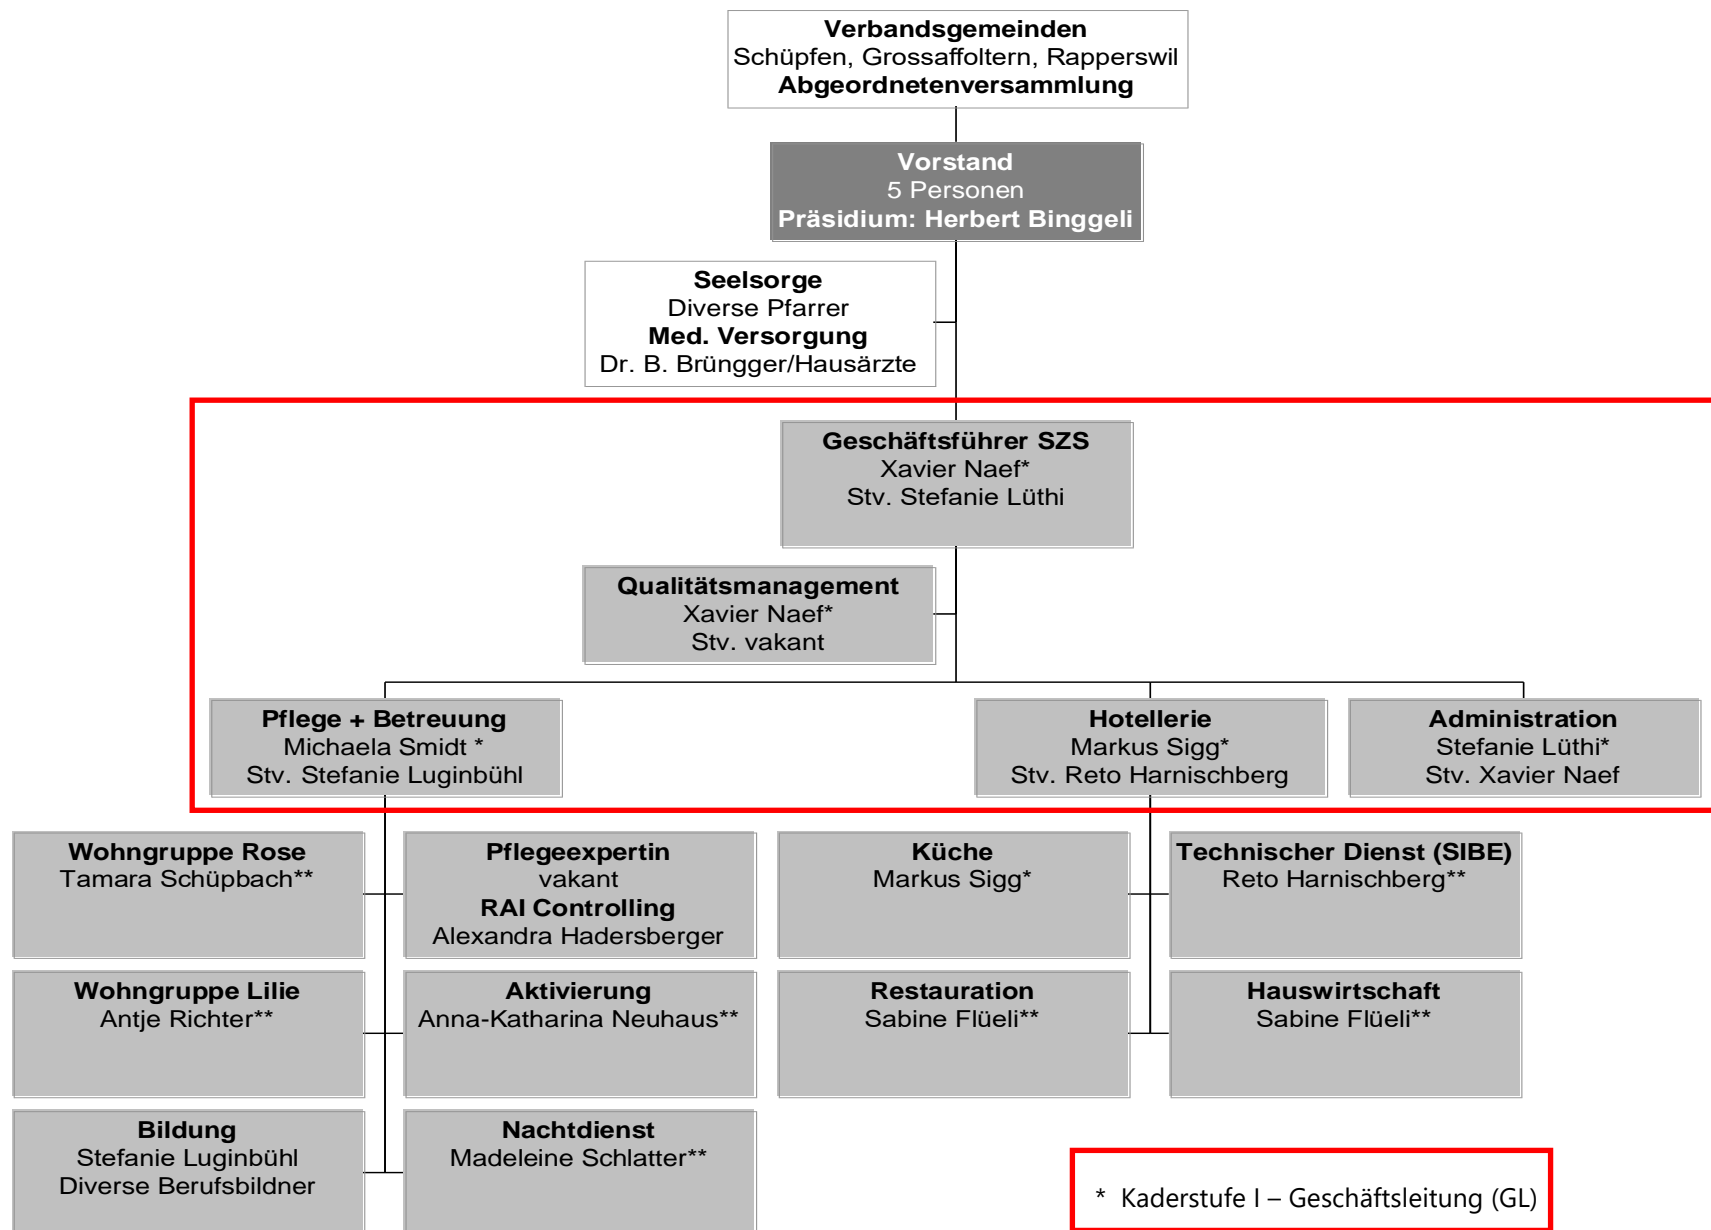 Verbandsgemeinden
Schüpfen, Grossaffoltern, Rapperswil
Abgeordnetenversammlung
Vorstand
5 Personen
Präsidium: Herbert Binggeli
Seelsorge
Diverse Pfarrer
Med. Versorgung
Dr. B. Brüngger/Hausärzte
Geschäftsführer SZS
Xavier Naef*
Stv. Stefanie Lüthi
Qualitätsmanagement
Xavier Naef*
Stv. vakant
Pflege + Betreuung
Michaela Smidt *
Stv. Stefanie Luginbühl
Hotellerie
Markus Sigg*
Stv. Reto Harnischberg
Administration
Stefanie Lüthi*
Stv. Xavier Naef
Wohngruppe Rose
Tamara Schüpbach**
Pflegeexpertin
vakant
RAI Controlling
Alexandra Hadersberger
Küche
Markus Sigg*
Technischer Dienst (SIBE)
Reto Harnischberg**
Wohngruppe Lilie
Antje Richter**
Aktivierung
Anna-Katharina Neuhaus**
Restauration
Sabine Flüeli**
Hauswirtschaft
Sabine Flüeli**
Bildung
Stefanie Luginbühl
Diverse Berufsbildner
Nachtdienst
Madeleine Schlatter**
* Kaderstufe I – Geschäftsleitung (GL)